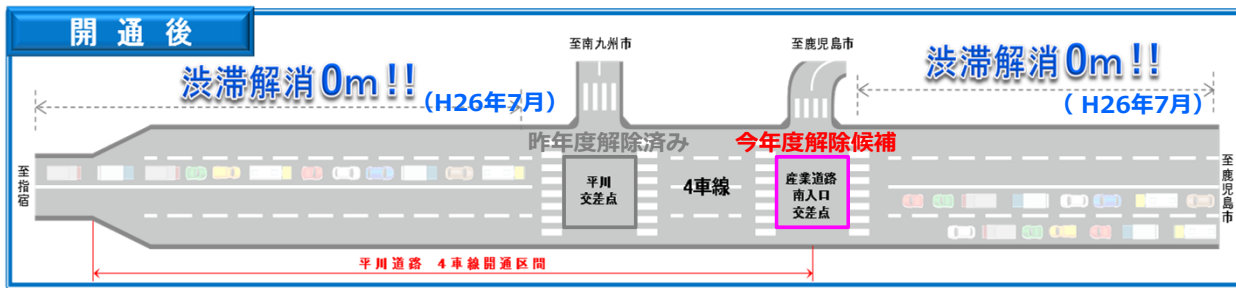 開通後
至南九州市
至鹿児島市
渋滞解消0m!!
(H26年7月)
渋滞解消0m!!
( H26年7月)
昨年度解除済み
今年度解除候補
至指宿
平川
交差点
4車線
産業道路
南入口
交差点
至鹿児島市
平川道路 4車線開通区間